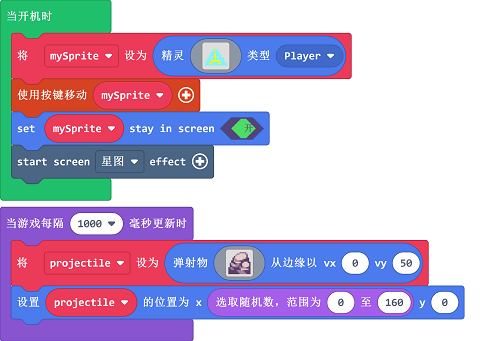 当开机时
将 mySprite 设为 精灵 类型 Player
使用按键移动 mySprite
set mySprite stay in screen 开
start screen 星图 effect
当游戏每隔 1000 毫秒更新时
将 projectile 设为 弹射物 从边缘以 vx 0 vy 50
设置 projectile 的位置为 x 选取随机数，范围为 0 至 160 y 0